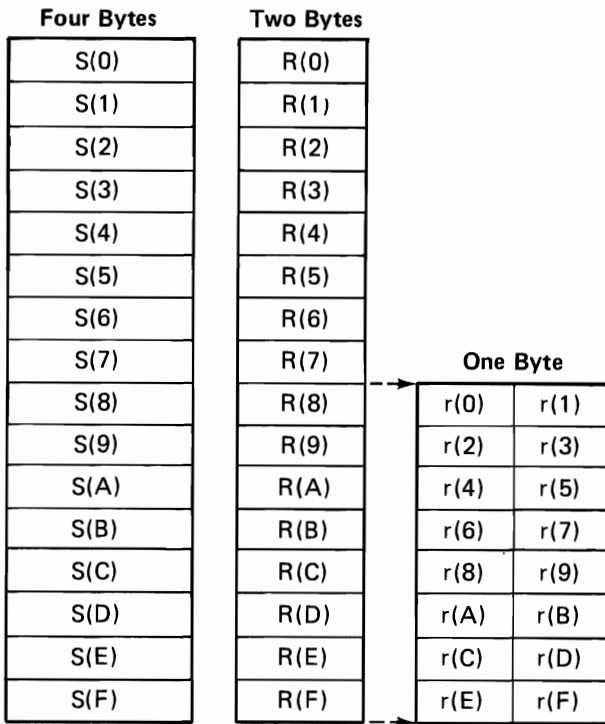 Four Bytes Two Bytes
S(0) R(0)
S(1) R(1)
S(2) R(2)
S(3) R(3)
S(4) R(4)
S(5) R(5)
S(6) R(6)
S(7) R(7)
One Byte
S(8) R(8) r(0) r(1)
S(9) R(9) r(2) r(3)
S(A) R(A) r(4) r(5)
S(B) R(B) r(6) r(7)
S(C) R(C) r(8) r(9)
S(D) R(D) r(A) r(B)
S(E) R(E) r(C) r(D)
S(F) R(F) r(E) r(F)